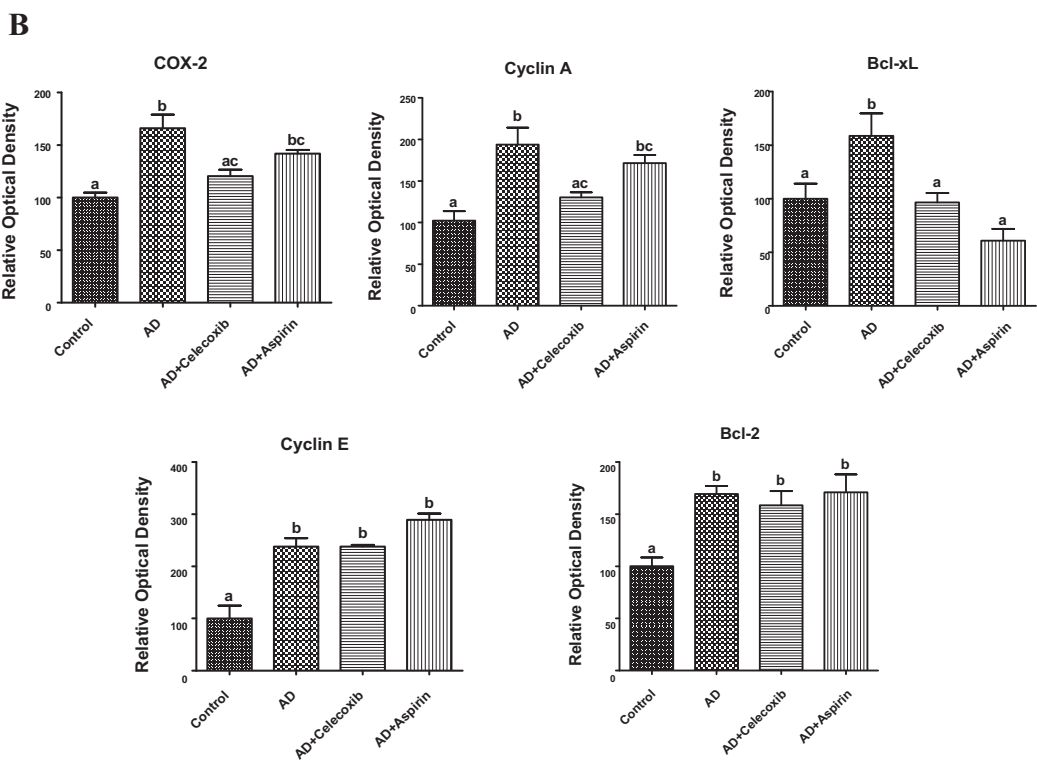 B
COX-2
Relative Optical Density
200
150
100
50
0
a
b
ac
bc
Control
AD
AD+Celecoxib
AD+Aspirin
Cyclin A
Relative Optical Density
250
200
150
100
50
0
a
b
ac
bc
Control
AD
AD+Celecoxib
AD+Aspirin
Bcl-xL
Relative Optical Density
200
150
100
50
0
a
b
a
a
Control
AD
AD+Celecoxib
AD+Aspirin
Cyclin E
Relative Optical Density
400
300
200
100
0
a
b
b
b
Control
AD
AD+Celecoxib
AD+Aspirin
Bcl-2
Relative Optical Density
200
150
100
50
0
a
b
b
b
Control
AD
AD+Celecoxib
AD+Aspirin